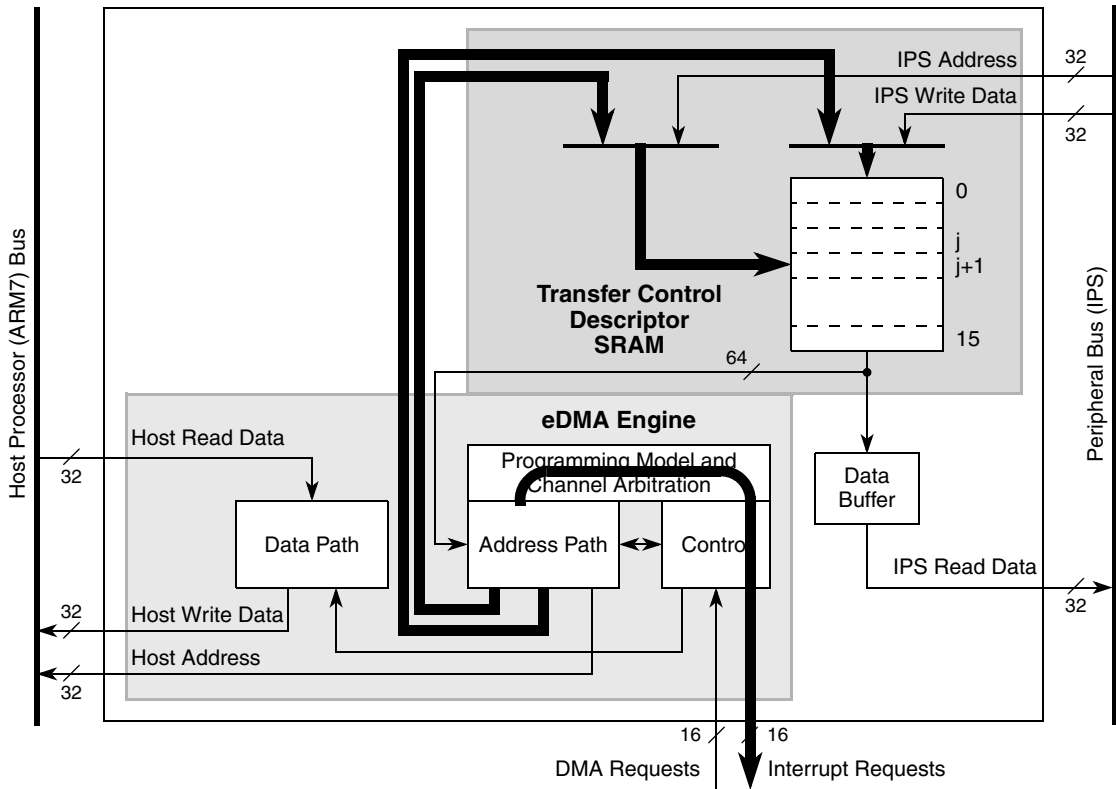 32
IPS Address
IPS Write Data
32
0
j
j+1
15
Transfer Control
Descriptor
SRAM
64
Host Processor (ARM7) Bus
Peripheral Bus (IPS)
eDMA Engine
Host Read Data
32
Programming Model and
Channel Arbitration
Data
Buffer
Data Path
Address Path
Control
IPS Read Data
32
32
Host Write Data
Host Address
32
16
16
DMA Requests
Interrupt Requests